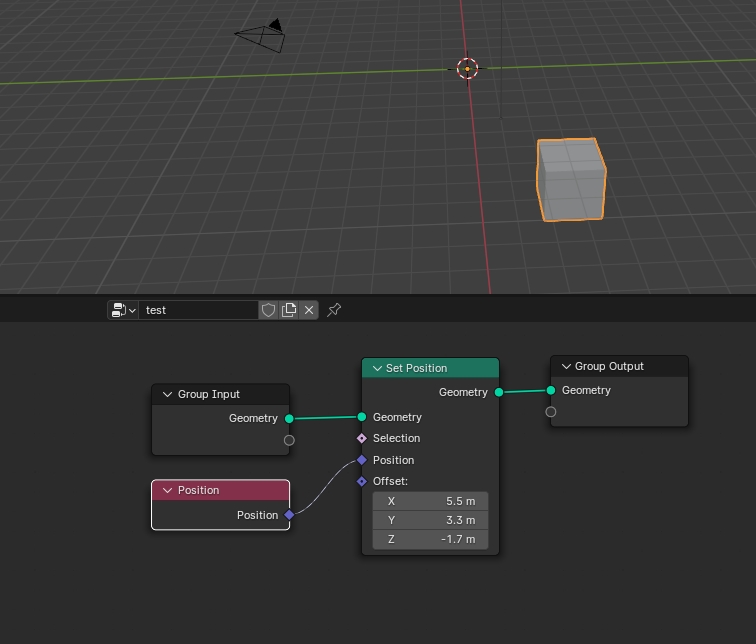 test
Group Input
Geometry
Position
Position
Set Position
Geometry
Geometry
Selection
Position
Offset:
X 5.5 m
Y 3.3 m
Z -1.7 m
Group Output
Geometry